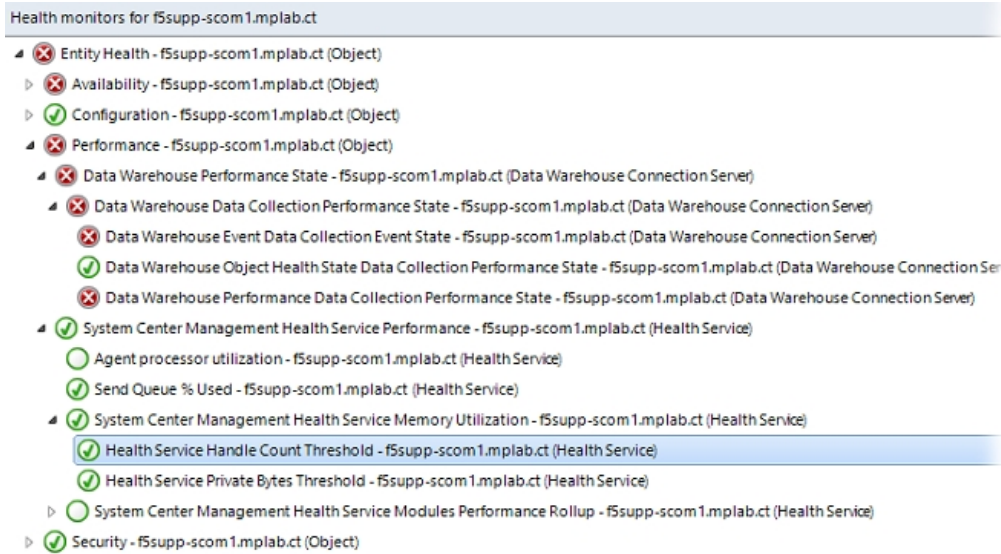 Health monitors for f5supp-scom1.mplab.ct
Entity Health - f5supp-scom1.mplab.ct (Object)
Availability - f5supp-scom1.mplab.ct (Object)
Configuration - f5supp-scom1.mplab.ct (Object)
Performance - f5supp-scom1.mplab.ct (Object)
Data Warehouse Performance State - f5supp-scom1.mplab.ct (Data Warehouse Connection Server)
Data Warehouse Data Collection Performance State - f5supp-scom1.mplab.ct (Data Warehouse Connection Server)
Data Warehouse Event Data Collection Event State - f5supp-scom1.mplab.ct (Data Warehouse Connection Server)
Data Warehouse Object Health State Data Collection Performance State - f5supp-scom1.mplab.ct (Data Warehouse Connection Ser
Data Warehouse Performance Data Collection Performance State - f5supp-scom1.mplab.ct (Data Warehouse Connection Server)
System Center Management Health Service Performance - f5supp-scom1.mplab.ct (Health Service)
Agent processor utilization - f5supp-scom1.mplab.ct (Health Service)
Send Queue % Used - f5supp-scom1.mplab.ct (Health Service)
System Center Management Health Service Memory Utilization - f5supp-scom1.mplab.ct (Health Service)
Health Service Handle Count Threshold - f5supp-scom1.mplab.ct (Health Service)
Health Service Private Bytes Threshold - f5supp-scom1.mplab.ct (Health Service)
System Center Management Health Service Modules Performance Rollup - f5supp-scom1.mplab.ct (Health Service)
Security - f5supp-scom1.mplab.ct (Object)